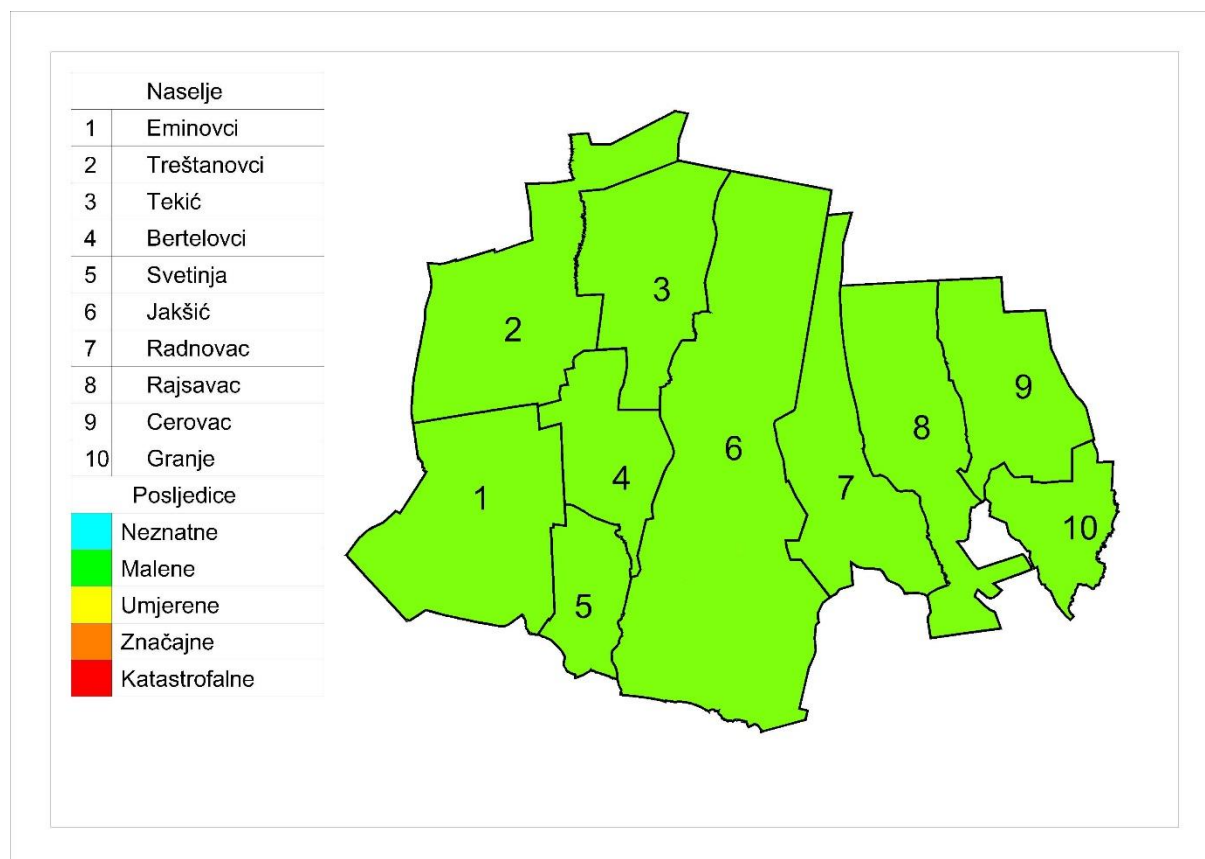 Naselje
1 Eminovci
2 Treštanovci
3 Tekić
4 Bertelovci
5 Svetinja
6 Jakšić
7 Radnovac
8 Rajsavac
9 Cerovac
10 Granje
Posljedice
Neznatne
Malene
Umjerene
Značajne
Katastrofalne
3
2
9
8
6
4
7
1
10
5